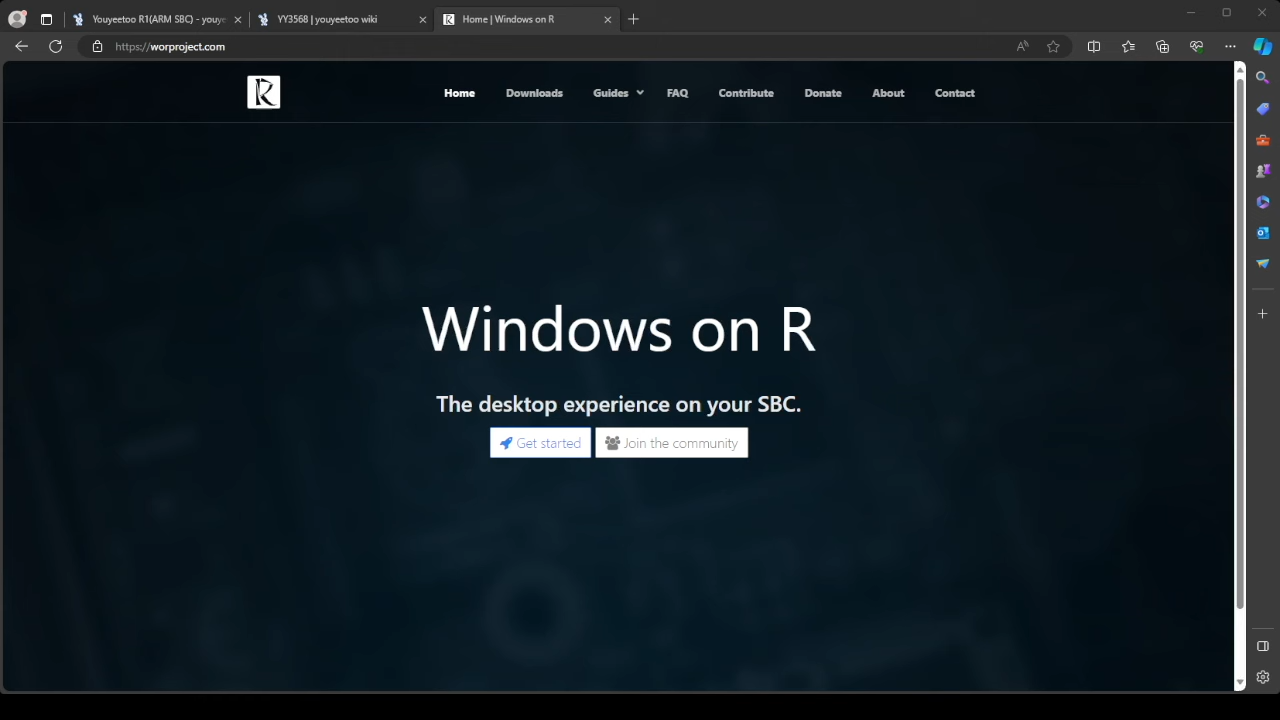 Youyeetoo R1(ARM SBC) - youye
YY3568 | youyeetoo wiki
Home | Windows on R
https://worproject.com
R
Home Downloads Guides FAQ Contribute Donate About Contact
Windows on R
The desktop experience on your SBC.
Get started Join the community